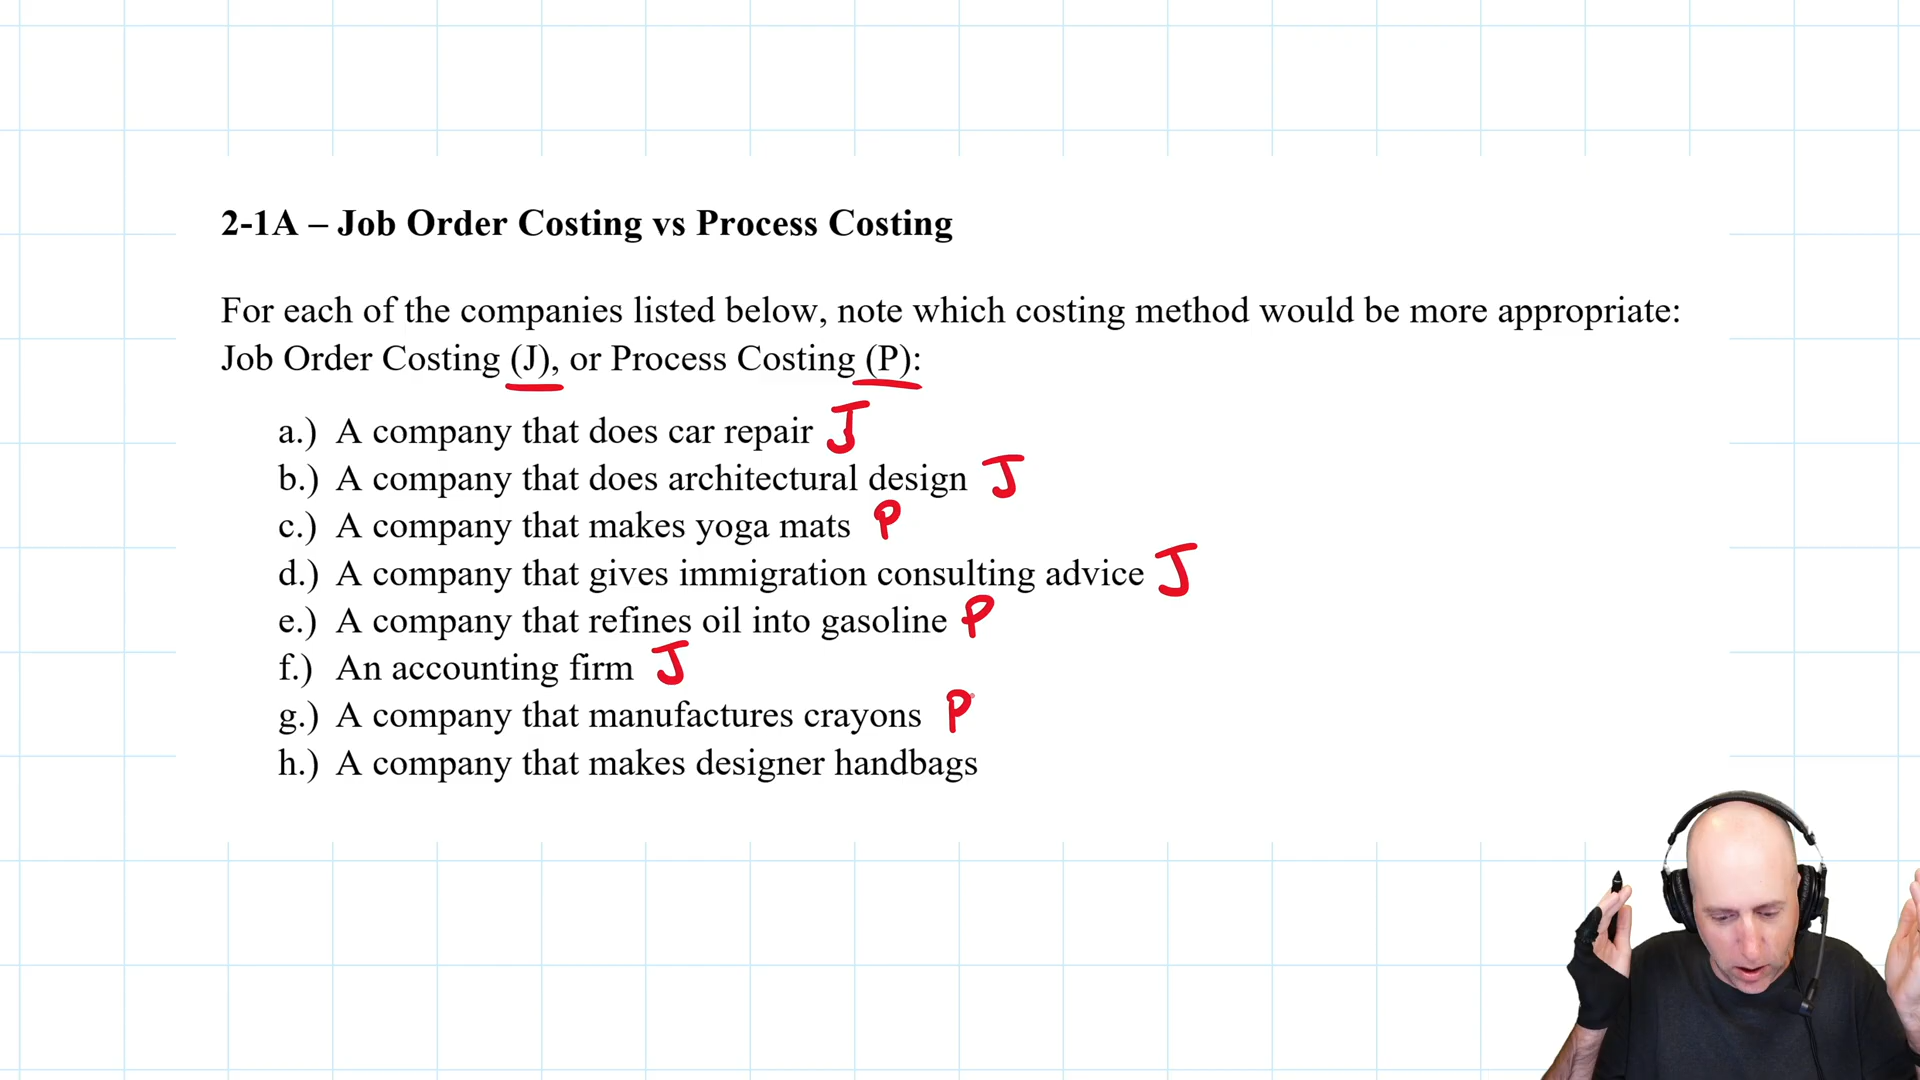 2-1A – Job Order Costing vs Process Costing
For each of the companies listed below, note which costing method would be more appropriate:
Job Order Costing (J), or Process Costing (P):
a.) A company that does car repair J
b.) A company that does architectural design J
c.) A company that makes yoga mats P
d.) A company that gives immigration consulting advice J
e.) A company that refines oil into gasoline P
f.) An accounting firm J
g.) A company that manufactures crayons P
h.) A company that makes designer handbags